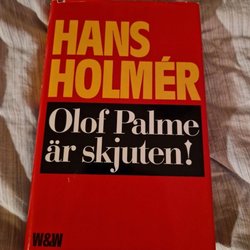 HANS
HOLMÉR
Olof Palme
är skjuten!
W&W